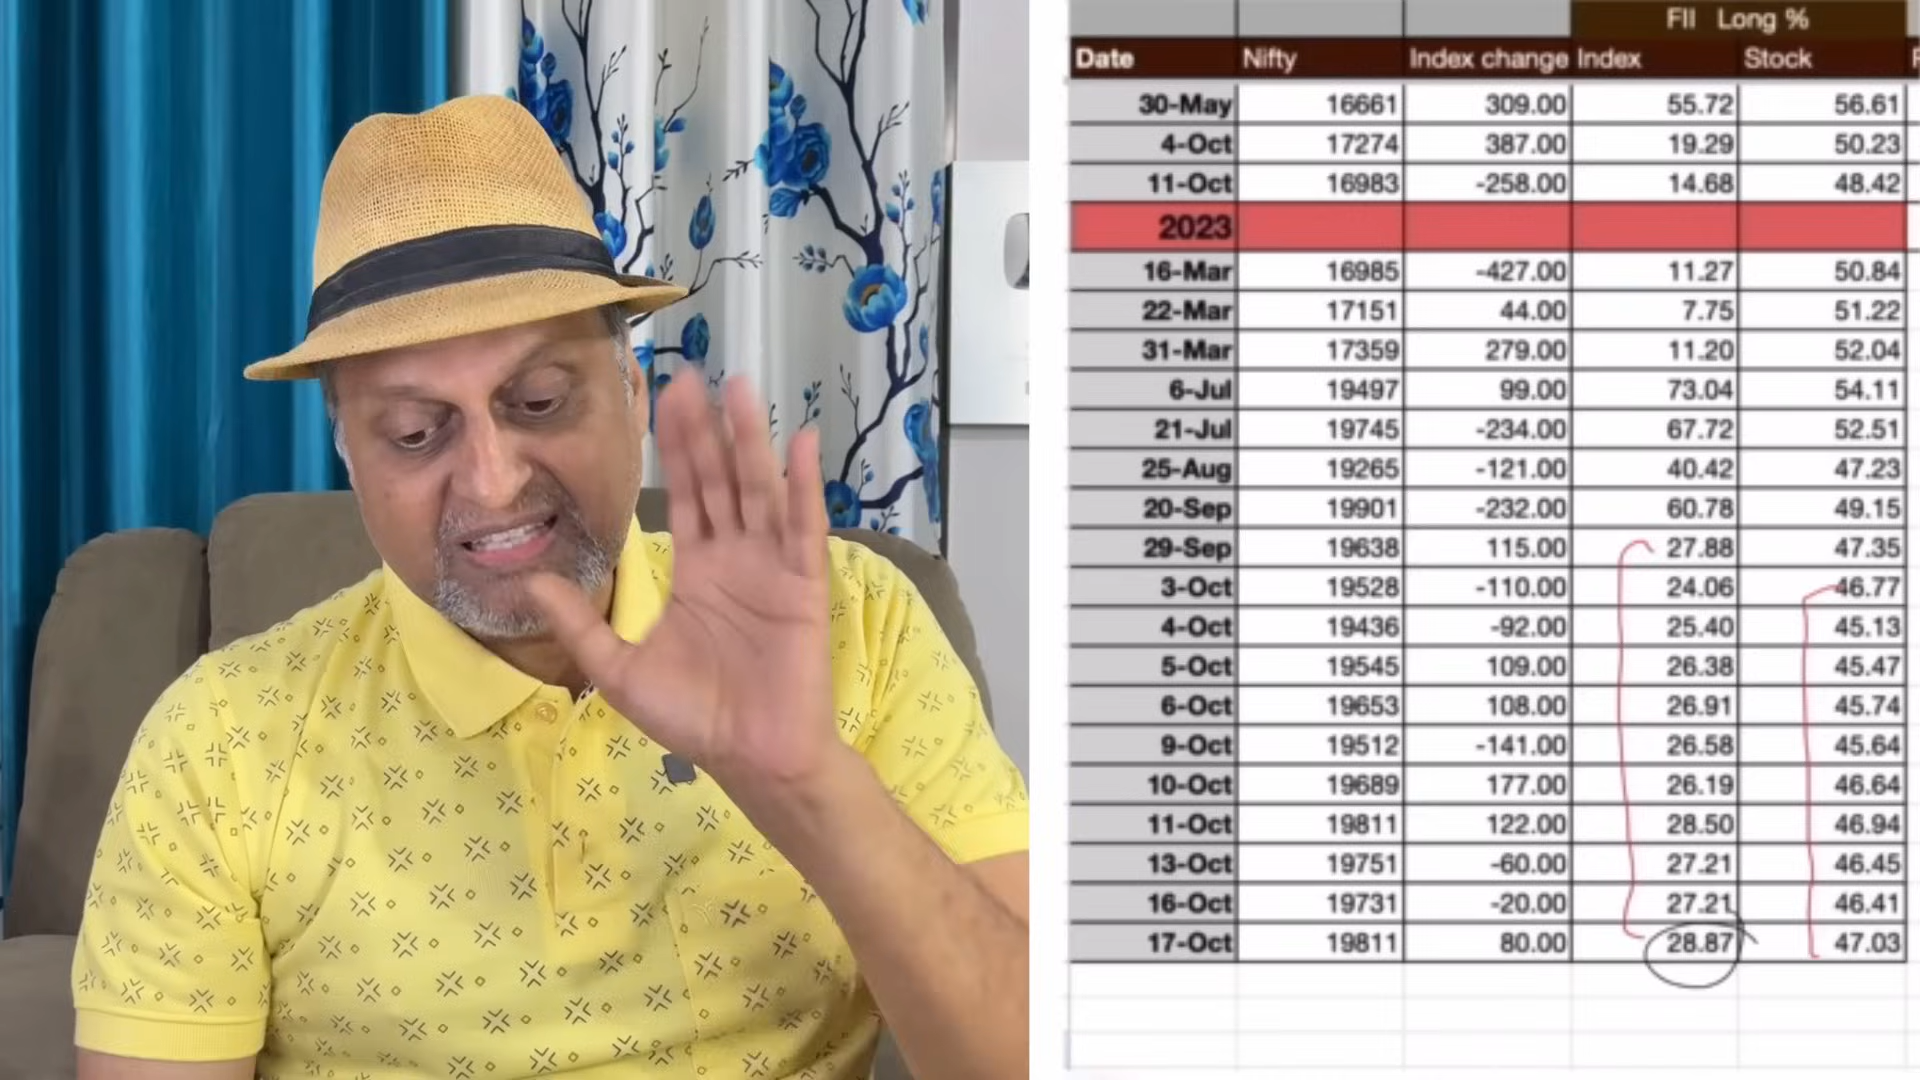 FII Long %
Date Nifty Index change Index Stock
30-May 16661 309.00 55.72 56.61
4-Oct 17274 387.00 19.29 50.23
11-Oct 16983 -258.00 14.68 48.42
2023
16-Mar 16985 -427.00 11.27 50.84
22-Mar 17151 44.00 7.75 51.22
31-Mar 17359 279.00 11.20 52.04
6-Jul 19497 99.00 73.04 54.11
21-Jul 19745 -234.00 67.72 52.51
25-Aug 19265 -121.00 40.42 47.23
20-Sep 19901 -232.00 60.78 49.15
29-Sep 19638 115.00 27.88 47.35
3-Oct 19528 -110.00 24.06 46.77
4-Oct 19436 -92.00 25.40 45.13
5-Oct 19545 109.00 26.38 45.47
6-Oct 19653 108.00 26.91 45.74
9-Oct 19512 -141.00 26.58 45.64
10-Oct 19689 177.00 26.19 46.64
11-Oct 19811 122.00 28.50 46.94
13-Oct 19751 -60.00 27.21 46.45
16-Oct 19731 -20.00 27.21 46.41
17-Oct 19811 80.00 28.87 47.03